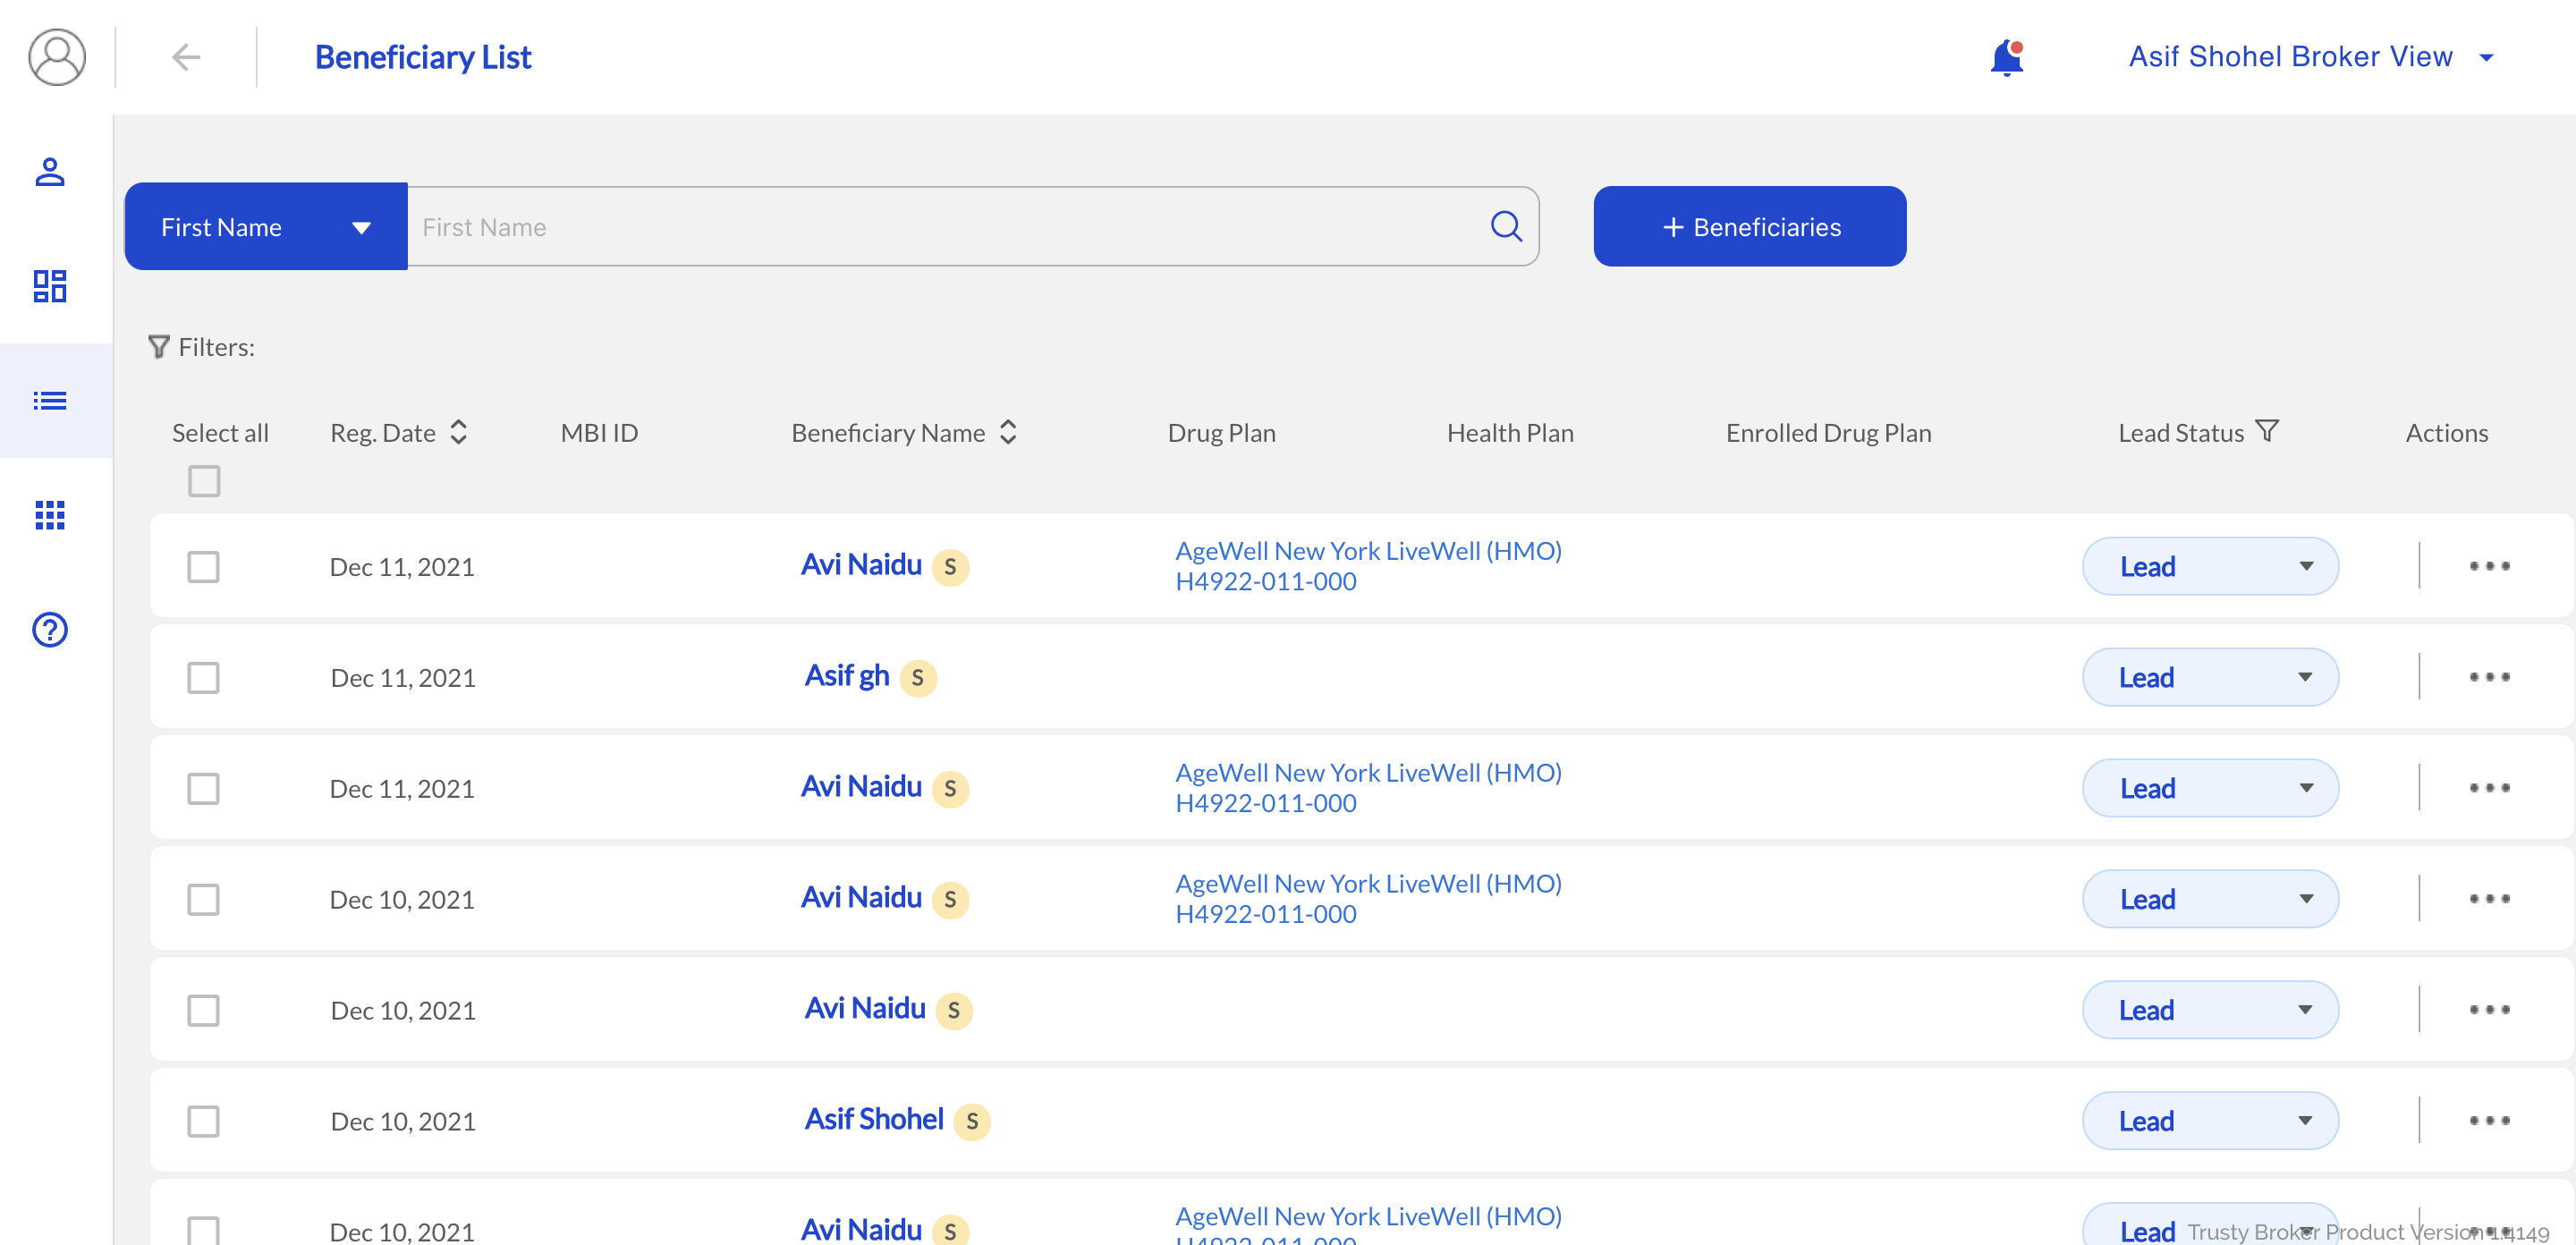 Beneficiary List
Asif Shohel Broker View
First Name
First Name
+ Beneficiaries
Filters:
Select all Reg. Date MBI ID Beneficiary Name Drug Plan Health Plan Enrolled Drug Plan Lead Status Actions
Dec 11, 2021 Avi Naidu S AgeWell New York LiveWell (HMO) Lead
H4922-011-000
Dec 11, 2021 Asif gh S Lead
Dec 11, 2021 Avi Naidu S AgeWell New York LiveWell (HMO) Lead
H4922-011-000
Dec 10, 2021 Avi Naidu S AgeWell New York LiveWell (HMO) Lead
H4922-011-000
Dec 10, 2021 Avi Naidu S Lead
Dec 10, 2021 Asif Shohel S Lead
Dec 10, 2021 Avi Naidu S AgeWell New York LiveWell (HMO) Lead
H4922-011-000
Trusty Broker Product Version 1.4149